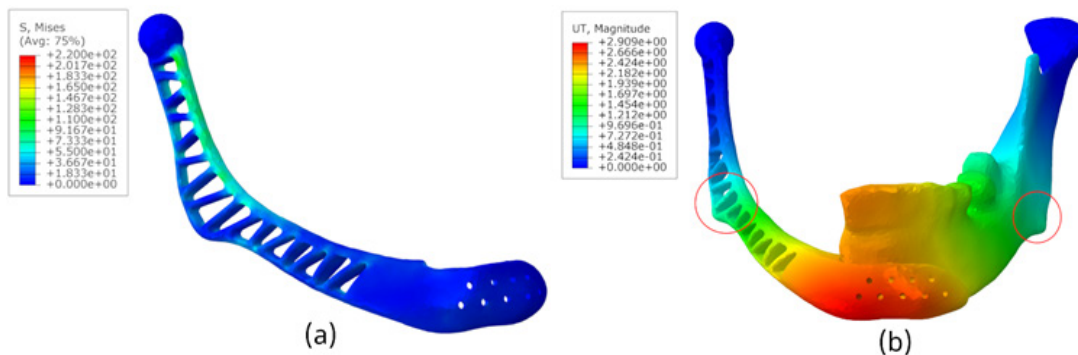 S, Mises
(Avg: 75%)
+2.200e+02
+2.017e+02
+1.833e+02
+1.650e+02
+1.467e+02
+1.283e+02
+1.100e+02
+9.167e+01
+7.333e+01
+5.500e+01
+3.667e+01
+1.833e+01
+0.000e+00
(a)
UT, Magnitude
+2.909e+00
+2.666e+00
+2.424e+00
+2.182e+00
+1.939e+00
+1.697e+00
+1.454e+00
+1.212e+00
+9.696e-01
+7.272e-01
+4.848e-01
+2.424e-01
+0.000e+00
(b)